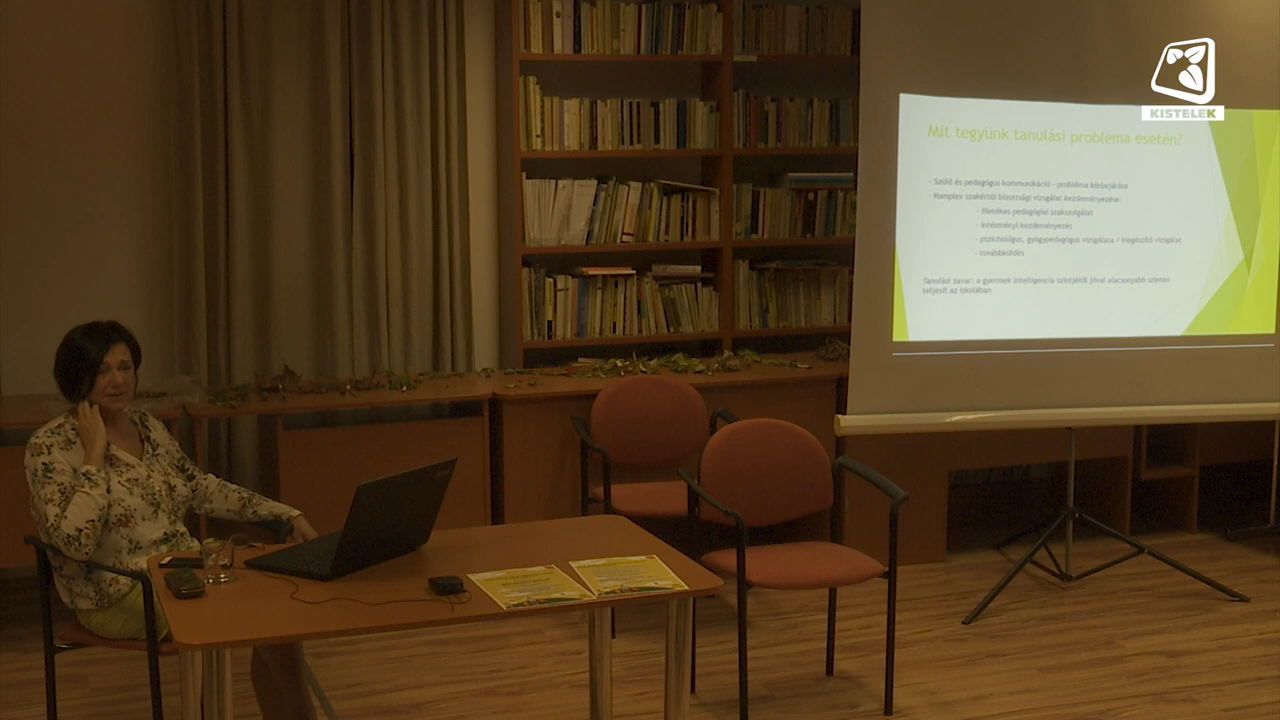 KISTELEK
Mit tegyünk tanulási probléma esetén?
- Szülő és pedagógus kommunikáció - probléma körbejárása
- Komplex szakértői bizottsági vizsgálat kezdeményezése:
- illetékes pedagógiai szakszolgálat
- intézményi kezdeményezés
- pszichológus, gyógypedagógus vizsgálata / kiegészítő vizsgálat
- továbbküldés
Tanulási zavar: a gyermek intelligencia szintjétől jóval alacsonyabb szinten
teljesít az iskolában